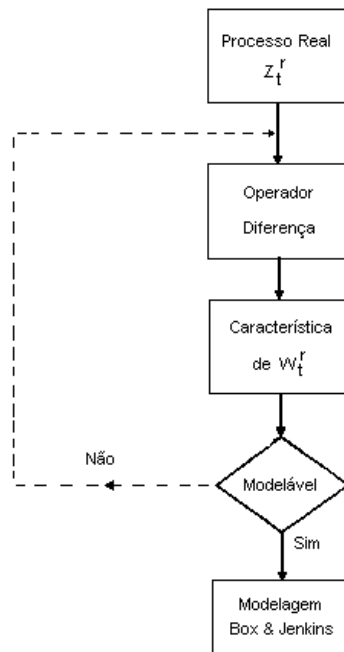 Processo Real
Z_t^r
Operador
Diferença
Característica
de W_t^r
Não
Modelável
Sim
Modelagem
Box & Jenkins